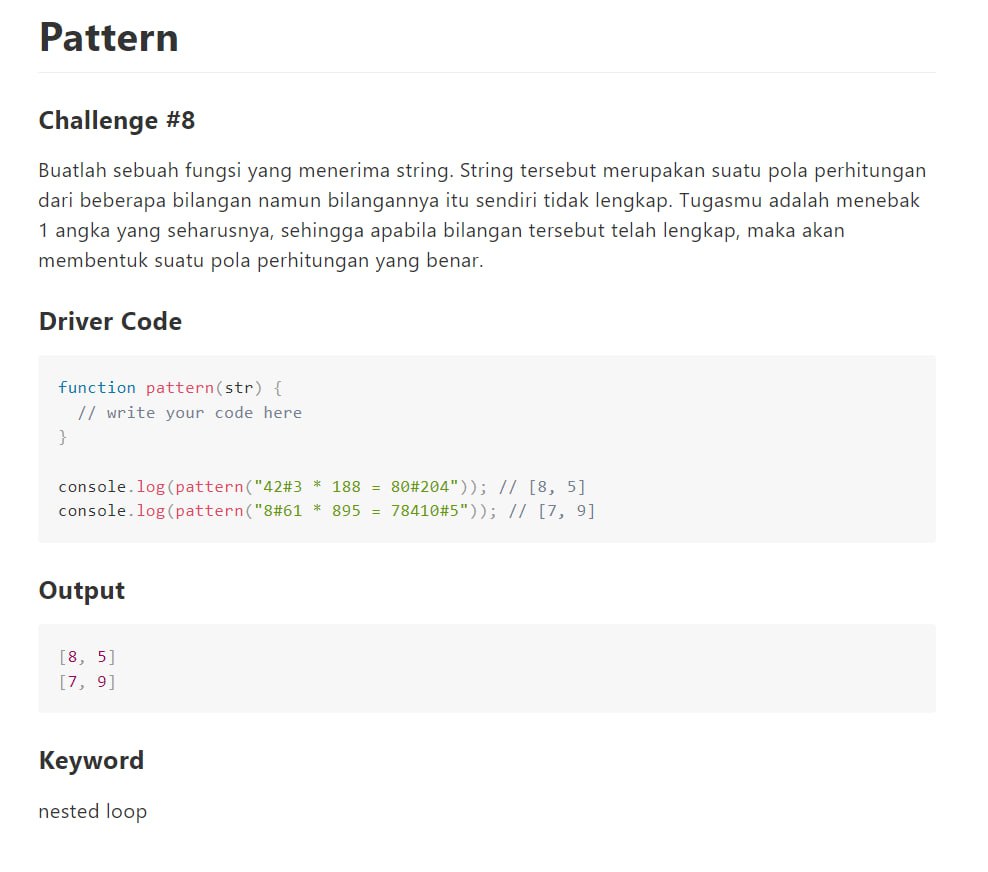 Pattern
Challenge #8
Buatlah sebuah fungsi yang menerima string. String tersebut merupakan suatu pola perhitungan
dari beberapa bilangan namun bilangannya itu sendiri tidak lengkap. Tugasmu adalah menebak
1 angka yang seharusnya, sehingga apabila bilangan tersebut telah lengkap, maka akan
membentuk suatu pola perhitungan yang benar.
Driver Code
function pattern(str) {
  // write your code here
}
console.log(pattern("42#3 * 188 = 80#204")); // [8, 5]
console.log(pattern("8#61 * 895 = 78410#5")); // [7, 9]
Output
[8, 5]
[7, 9]
Keyword
nested loop